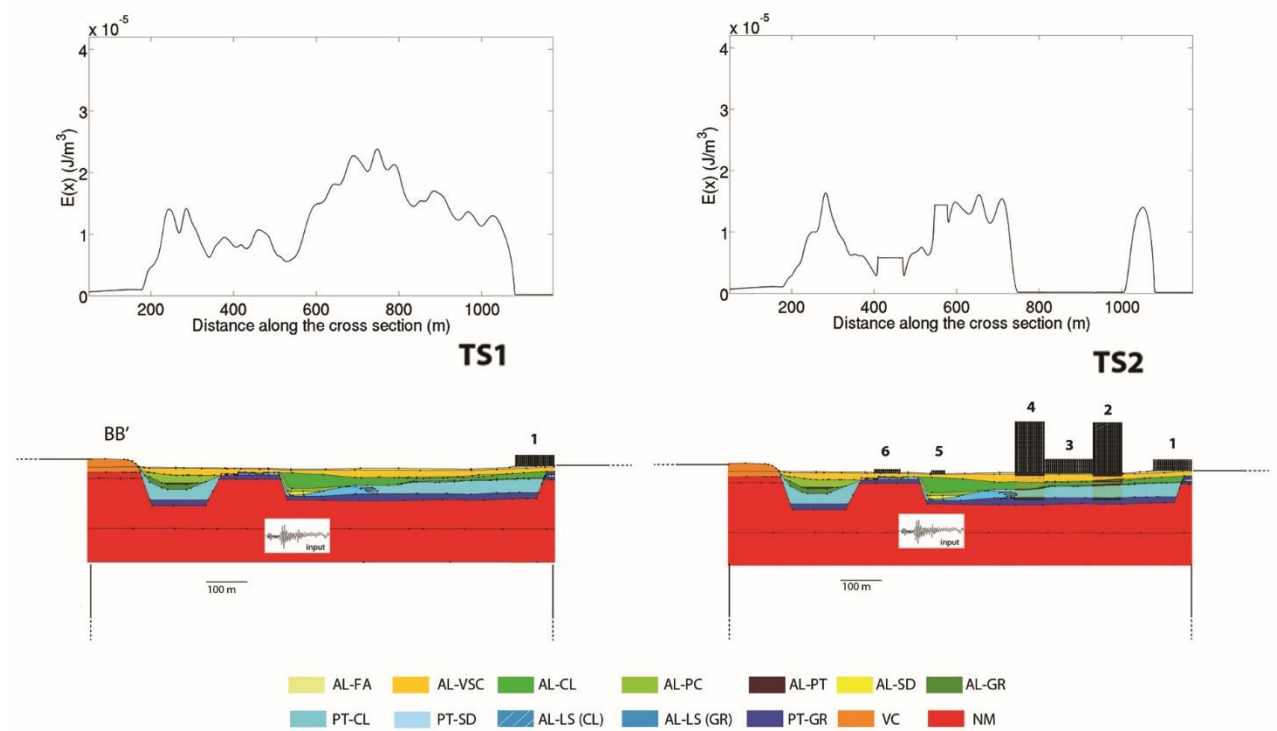 x 10⁻⁵
4
3
2
1
0
E(x) (J/m³)
200 400 600 800 1000
Distance along the cross section (m)
TS1
x 10⁻⁵
4
3
2
1
0
E(x) (J/m³)
200 400 600 800 1000
Distance along the cross section (m)
TS2
BB'
1
input
100 m
4 2
3 1
6 5
input
100 m
AL-FA AL-VSC AL-CL AL-PC AL-PT AL-SD AL-GR
PT-CL PT-SD AL-LS (CL) AL-LS (GR) PT-GR VC NM